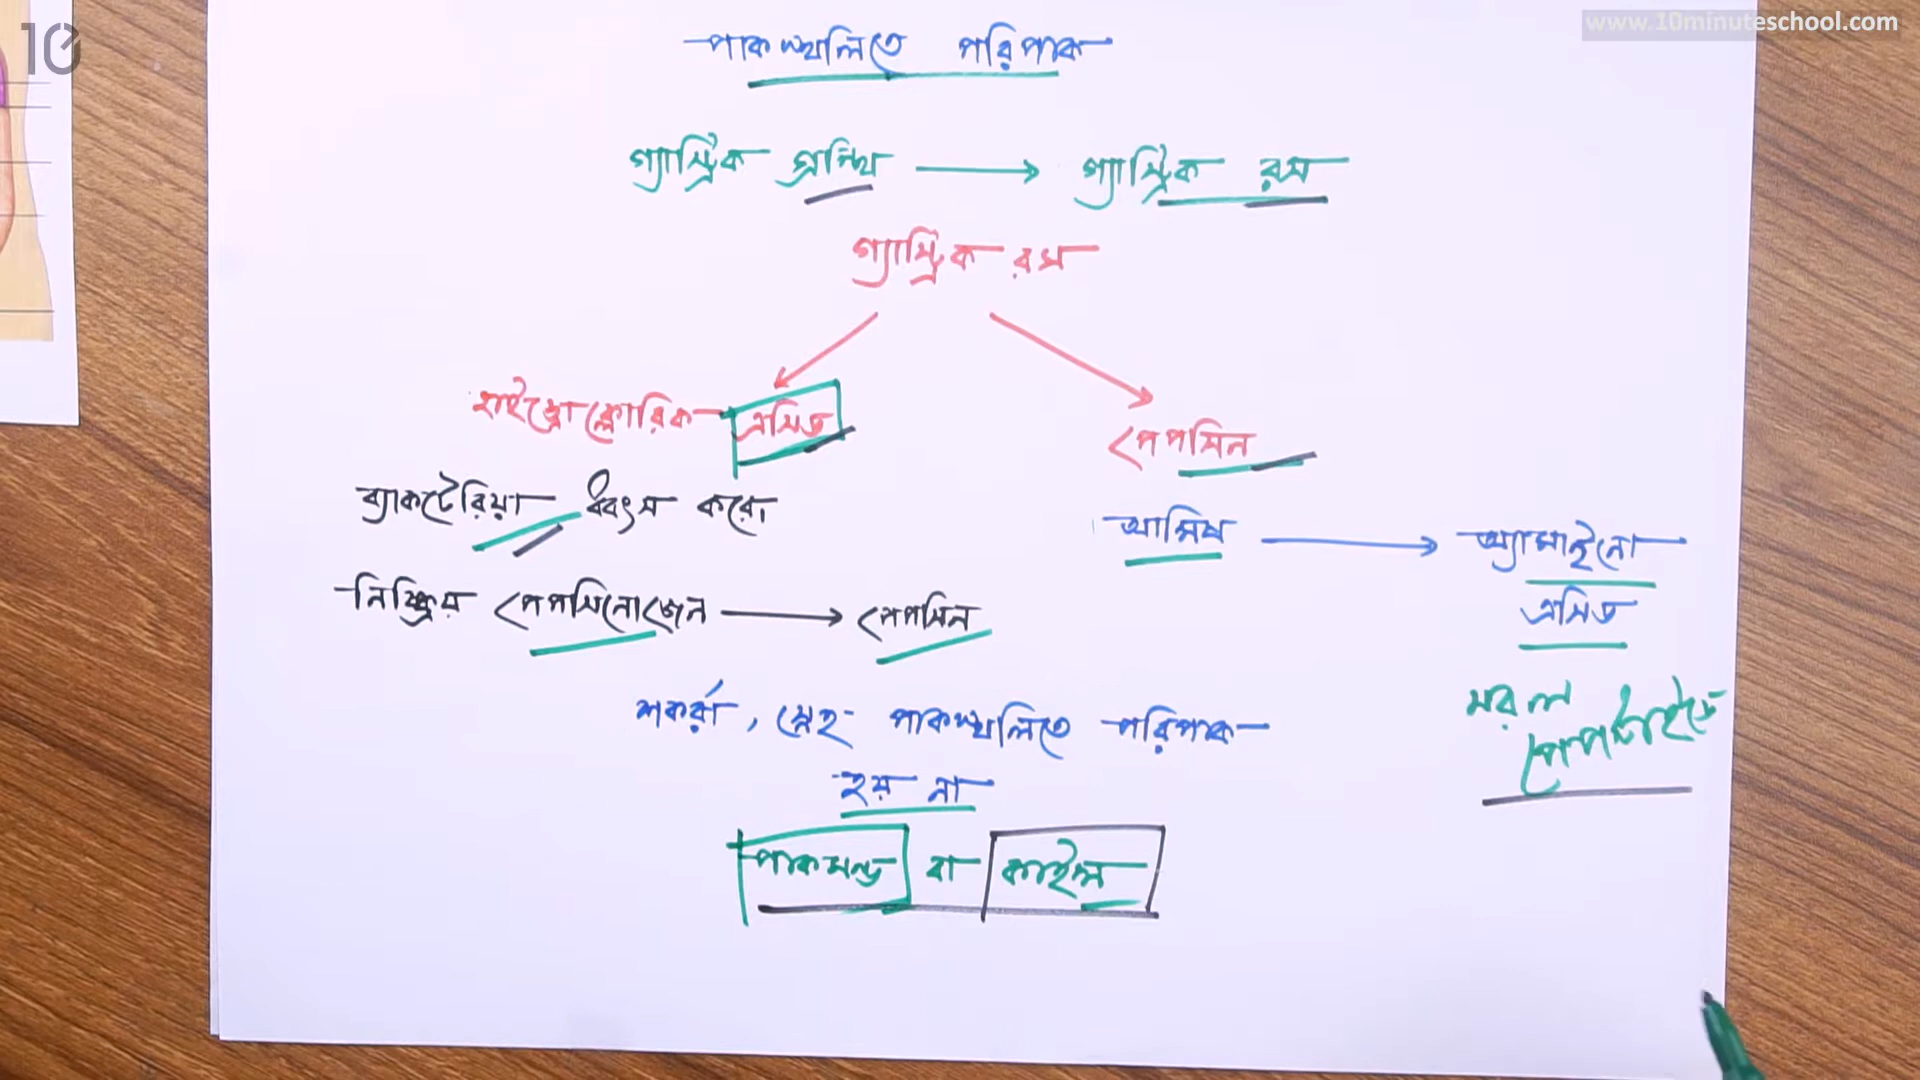 10
www.10minuteschool.com
পাকস্থলিতে পরিপাক
গ্যাস্ট্রিক গ্রন্থি → গ্যাস্ট্রিক রস
গ্যাস্ট্রিক রস
হাইড্রোক্লোরিক এসিড
পেপসিন
ব্যাকটেরিয়া ধ্বংস করে।
আমিষ → অ্যামাইনো
এসিড
নিষ্ক্রিয় পেপসিনোজেন → পেপসিন
সরল
পেপটাইডে
শর্করা, স্নেহ পাকস্থলিতে পরিপাক
হয় না
পাকমন্ড বা কাইম